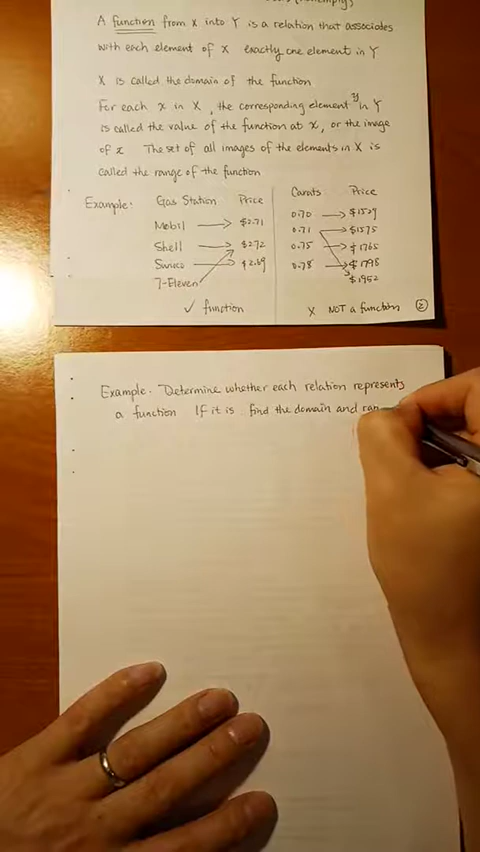 A function from X into Y is a relation that associates
with each element of X exactly one element in Y
X is called the domain of the function
For each x in X, the corresponding element y in Y
is called the value of the function at x, or the image
of x The set of all images of the elements in X is
called the range of the function
Example: Gas Station Price Carats Price
Mobil $2.71
Shell $2.72
Sunoco $2.69
7-Eleven
0.70 $1529
0.71 $1575
0.75 $1765
0.78 $1798
$1952
✓ function X NOT a function 2
Example. Determine whether each relation represents
a function If it is find the domain and ran